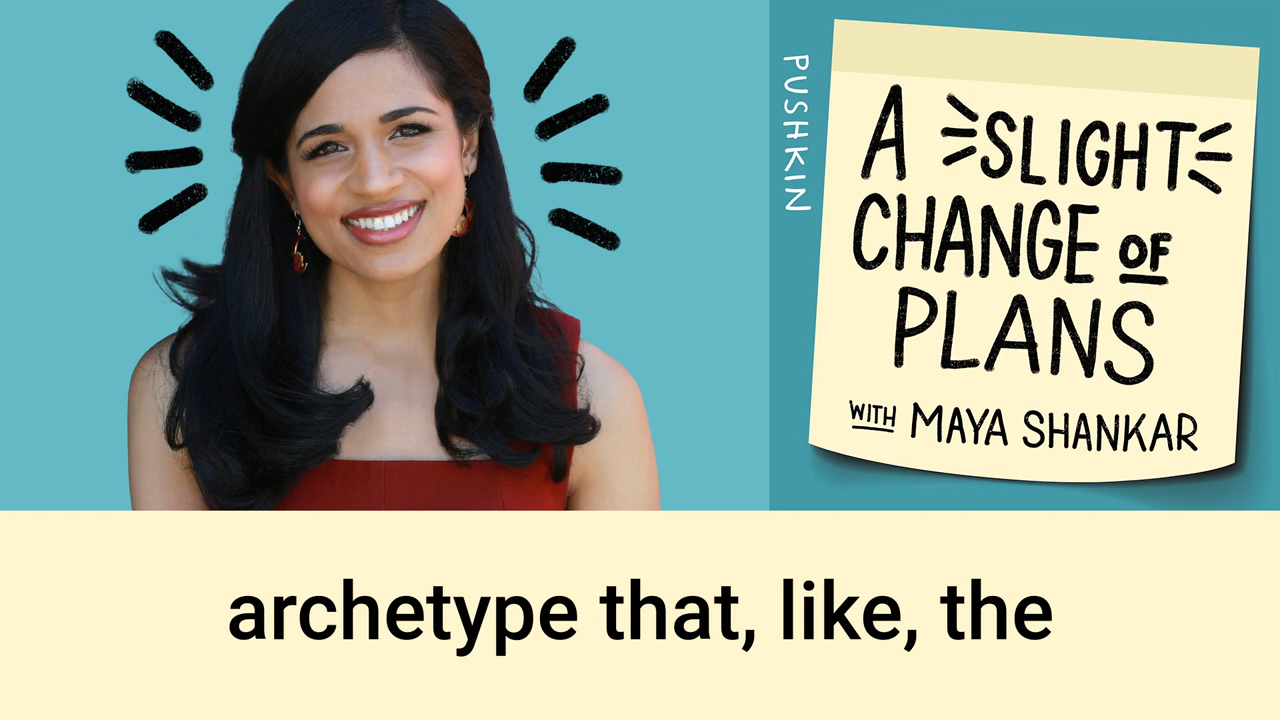 PUSHKIN
A SLIGHT
CHANGE OF
PLANS
WITH MAYA SHANKAR
archetype that, like, the